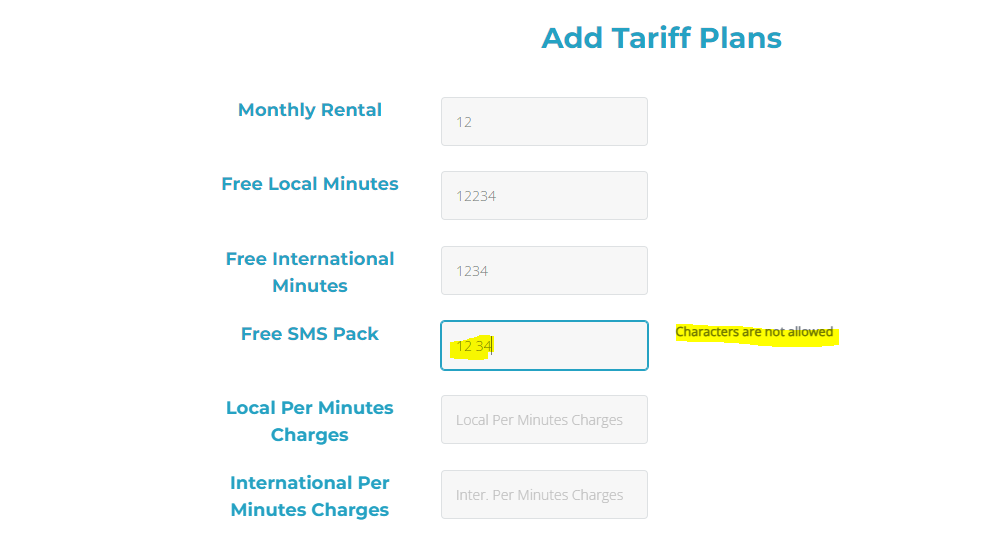 Add Tariff Plans
Monthly Rental
12
Free Local Minutes
12234
Free International
Minutes
1234
Free SMS Pack
12 34
Characters are not allowed
Local Per Minutes
Charges
Local Per Minutes Charges
International Per
Minutes Charges
Inter. Per Minutes Charges